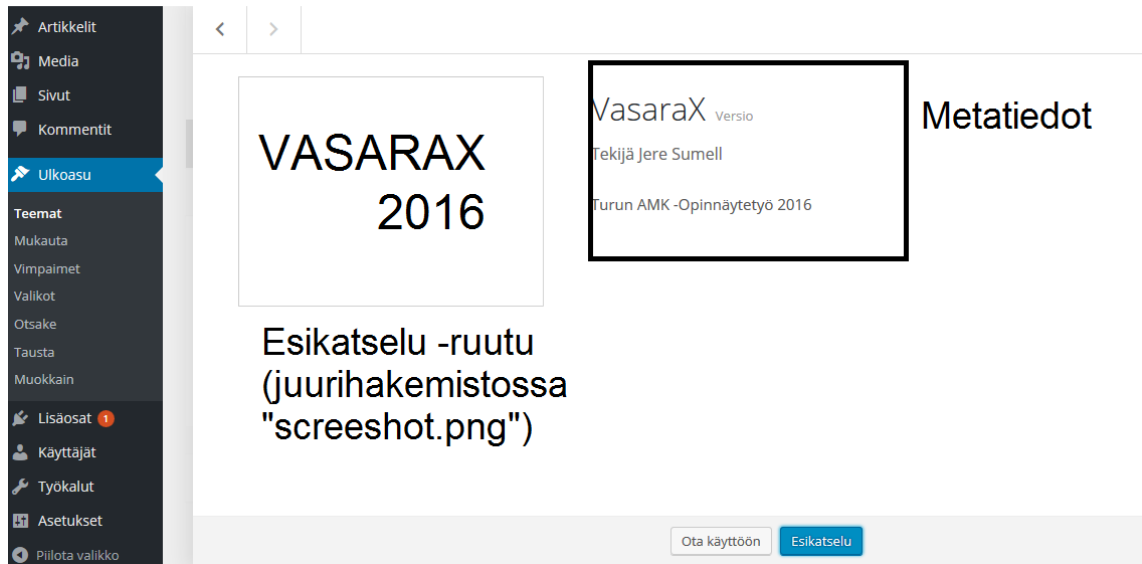 Artikkelit
Media
Sivut
Kommentit
Ulkoasu
Teemat
Mukauta
Vimpaimet
Valikot
Otsake
Tausta
Muokkain
Lisäosat 1
Käyttäjät
Työkalut
Asetukset
Piilota valikko
VASARAX
2016
Esikatselu -ruutu
(juurihakemistossa
"screeshot.png")
VasaraX Versio
Tekijä Jere Sumell
Turun AMK -Opinnäytetyö 2016
Metatiedot
Ota käyttöön
Esikatselu